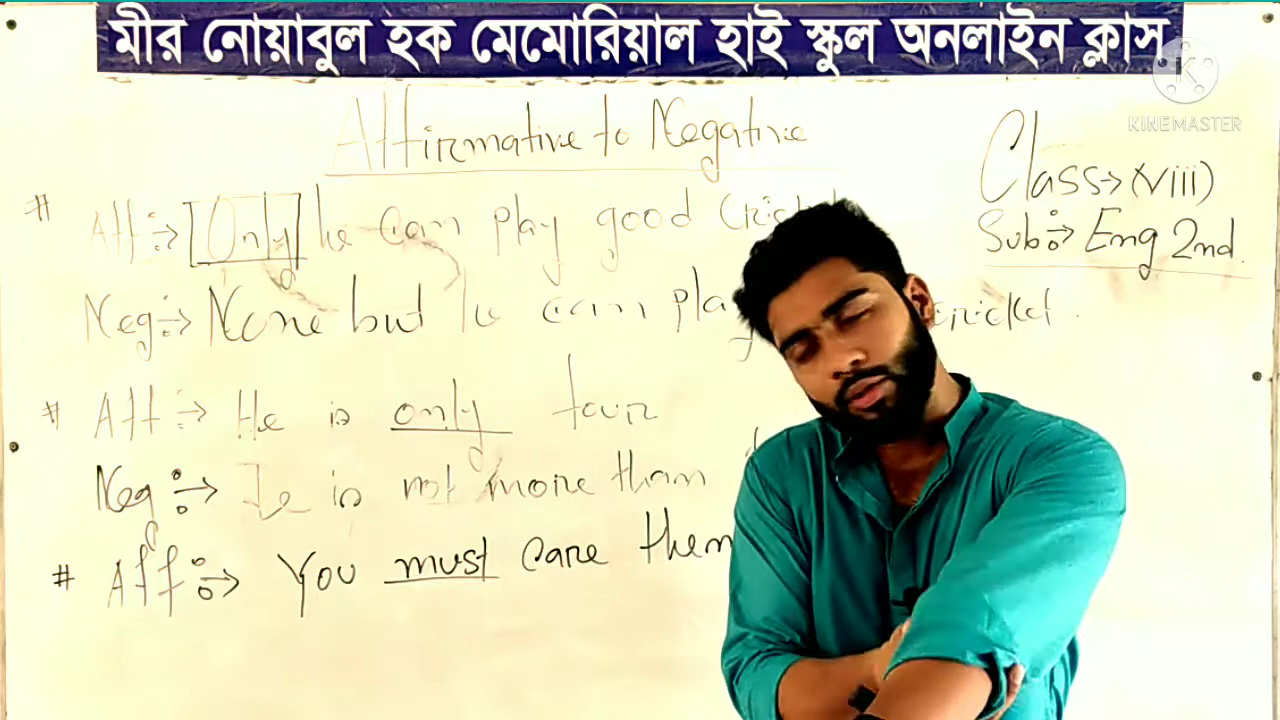 মীর নোয়াবুল হক মেমোরিয়াল হাই স্কুল অনলাইন ক্লাস
KINEMASTER
Affirmative to Negative
Class→(viii)
Sub:→ Eng 2nd.
# Aff:→ Only he can play good
Neg:→ None but he can play cricket.
# Aff:→ He is only four
Neg:→ He is not more than
# Aff:→ You must care them